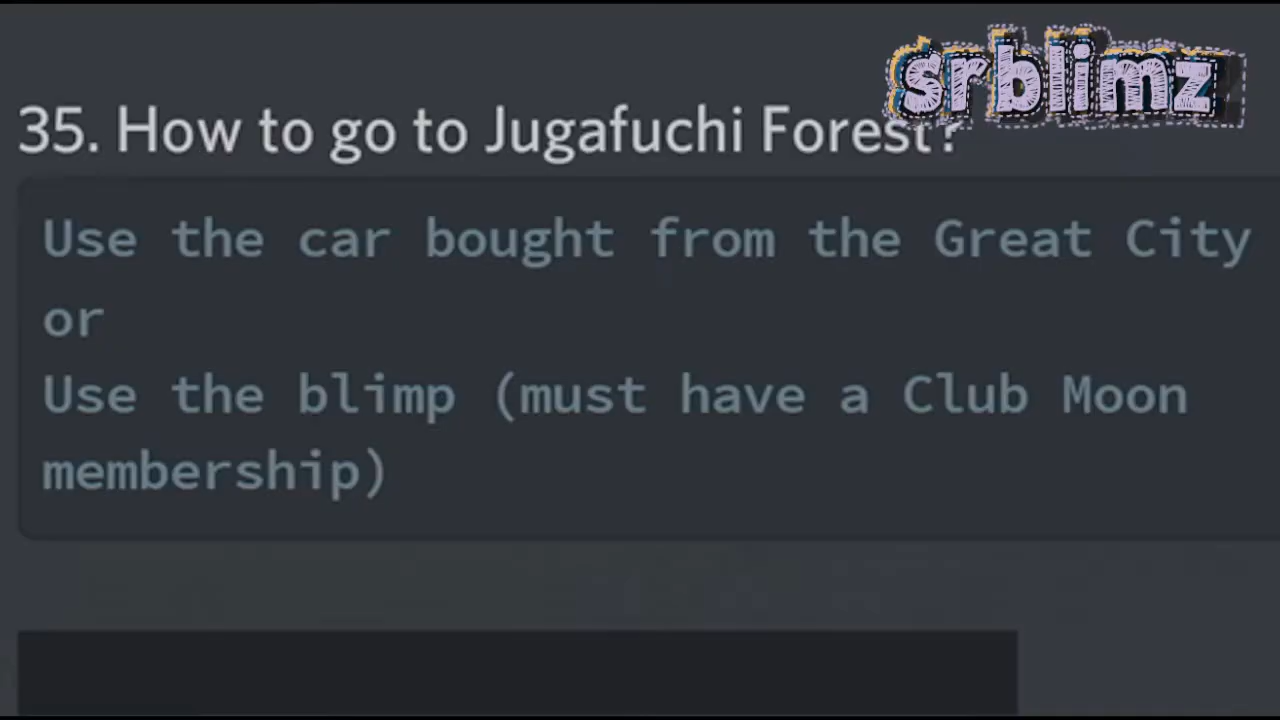 srblimz
35. How to go to Jugafuchi Forest?
Use the car bought from the Great City
or
Use the blimp (must have a Club Moon
membership)